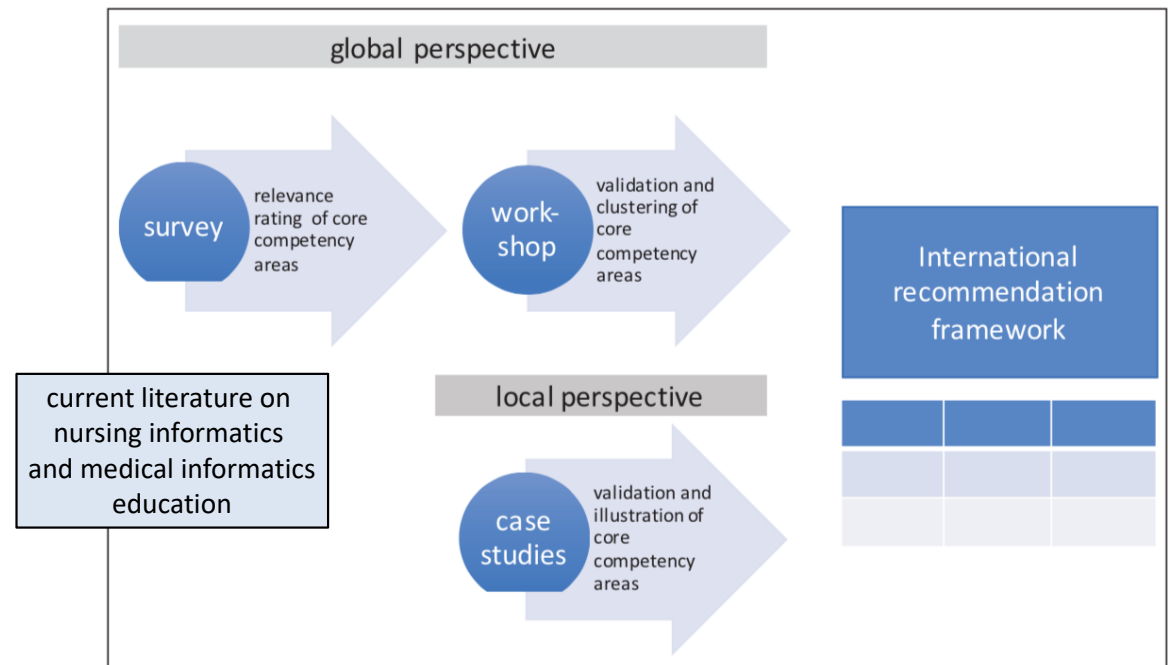 global perspective
survey
relevance
rating of core
competency
areas
work-
shop
validation and
clustering of
core
competency
areas
International
recommendation
framework
current literature on
nursing informatics
and medical informatics
education
local perspective
case
studies
validation and
illustration of
core
competency
areas